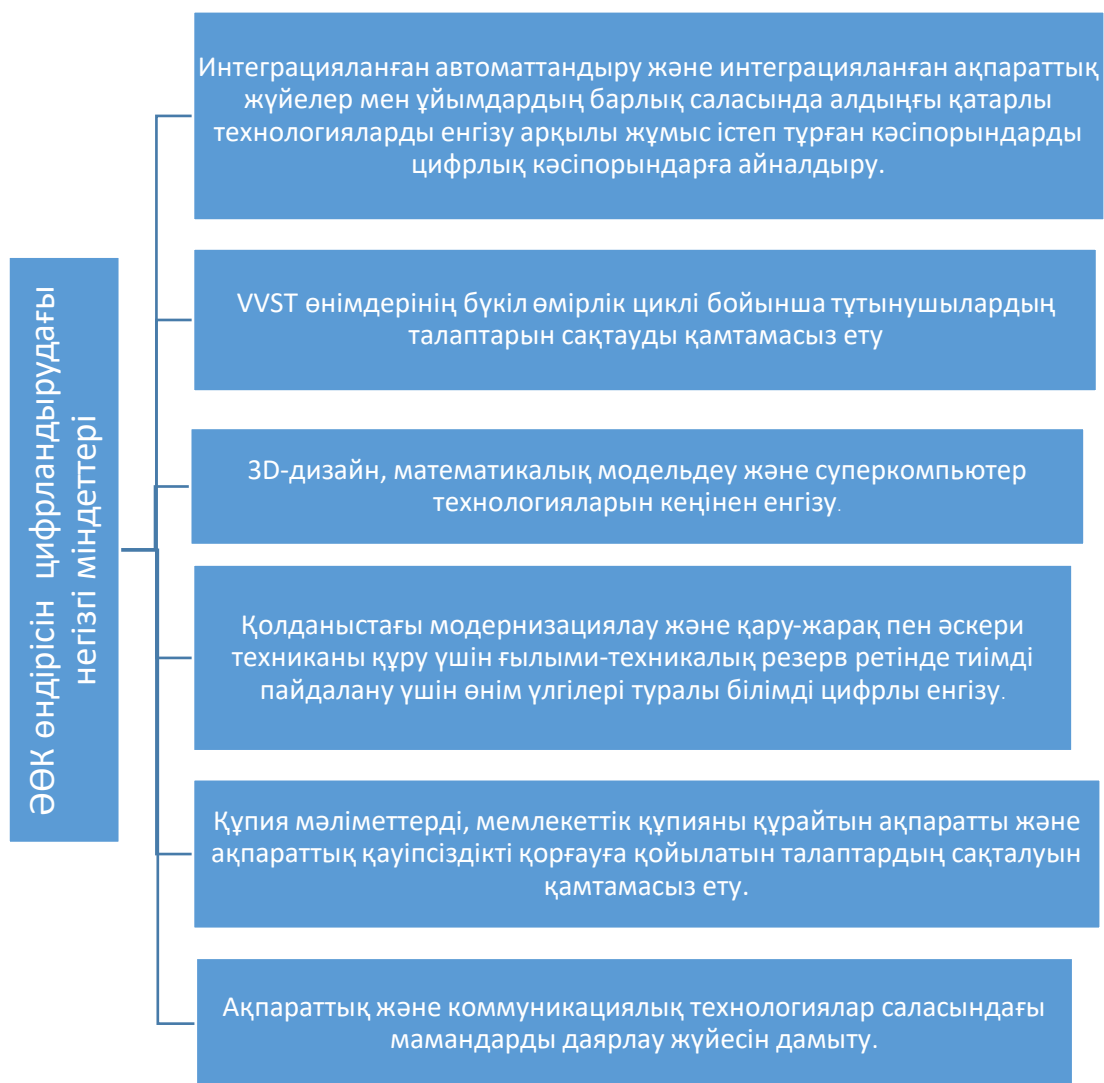 ӘӨК өндірісін цифрландырудағы
негізгі міндеттері
Интеграцияланған автоматтандыру және интеграцияланған ақпараттық
жүйелер мен ұйымдардың барлық саласында алдыңғы қатарлы
технологияларды енгізу арқылы жұмыс істеп тұрған кәсіпорындарды
цифрлық кәсіпорындарға айналдыру.
VVST өнімдерінің бүкіл өмірлік циклі бойынша тұтынушылардың
талаптарын сақтауды қамтамасыз ету
3D-дизайн, математикалық модельдеу және суперкомпьютер
технологияларын кеңінен енгізу.
Қолданыстағы модернизациялау және қару-жарақ пен әскери
техниканы құру үшін ғылыми-техникалық резерв ретінде тиімді
пайдалану үшін өнім үлгілері туралы білімді цифрлы енгізу.
Құпия мәліметтерді, мемлекеттік құпияны құрайтын ақпаратты және
ақпараттық қауіпсіздікті қорғауға қойылатын талаптардың сақталуын
қамтамасыз ету.
Ақпараттық және коммуникациялық технологиялар саласындағы
мамандарды даярлау жүйесін дамыту.